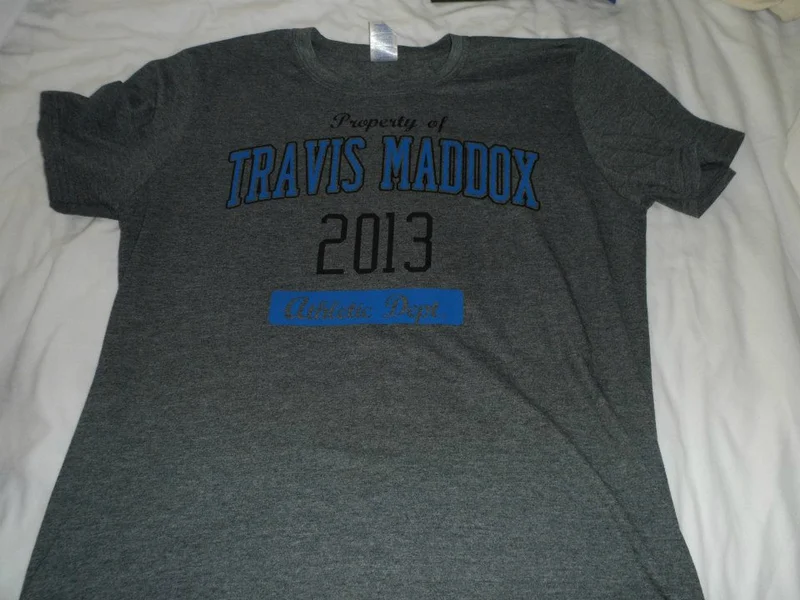 Property of
TRAVIS MADDOX
2013
Athletic Dept.